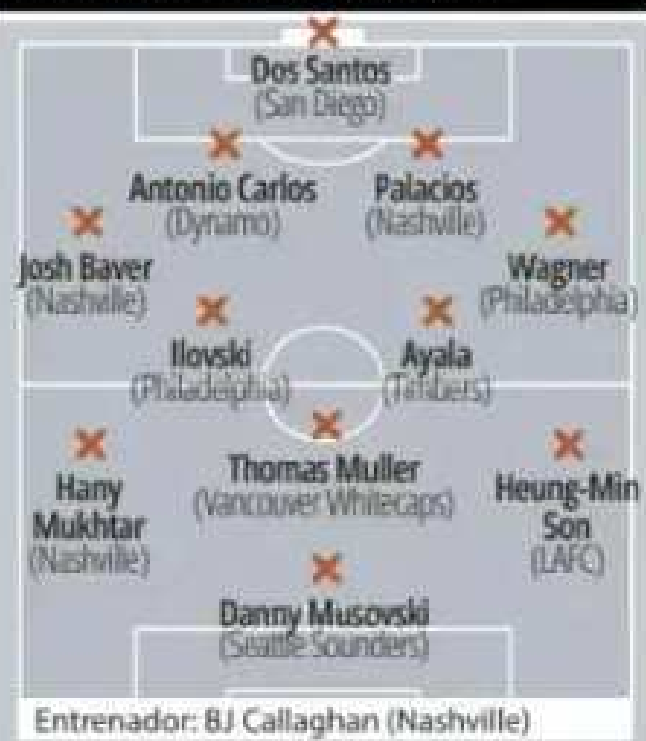 Dos Santos
(San Diego)
Antonio Carlos
(Dynamo)
Palacios
(Nashville)
Josh Baver
(Nashville)
Wagner
(Philadelphia)
Ilovski
(Philadelphia)
Ayala
(Timbers)
Hany
Mukhtar
(Nashville)
Thomas Muller
(Vancouver Whitecaps)
Heung-Min
Son
(LAFC)
Danny Musovski
(Seattle Sounders)
Entrenador: BJ Callaghan (Nashville)